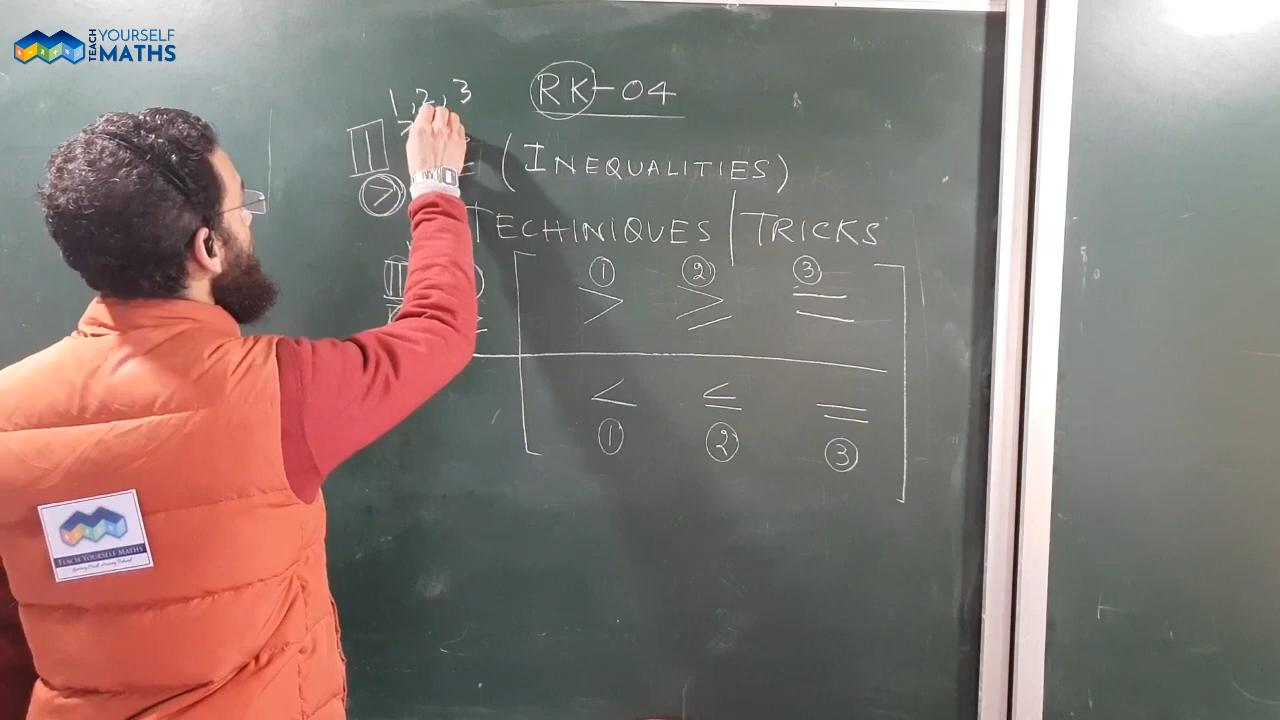 TEACH YOURSELF MATHS
1, 2, 3
RK-04
(INEQUALITIES)
TECHINIQUES | TRICKS
① ② ③
> ≥ =
< ≤ =
① ② ③
TEACH YOURSELF MATHS